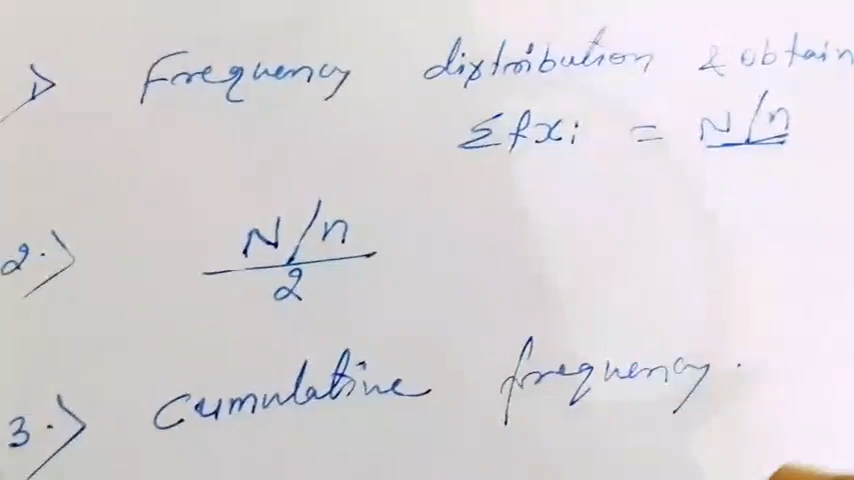 1> Frequency distribution & obtain
Σfxi = N/n
2.> N/n
2
3.> Cumulative frequency.